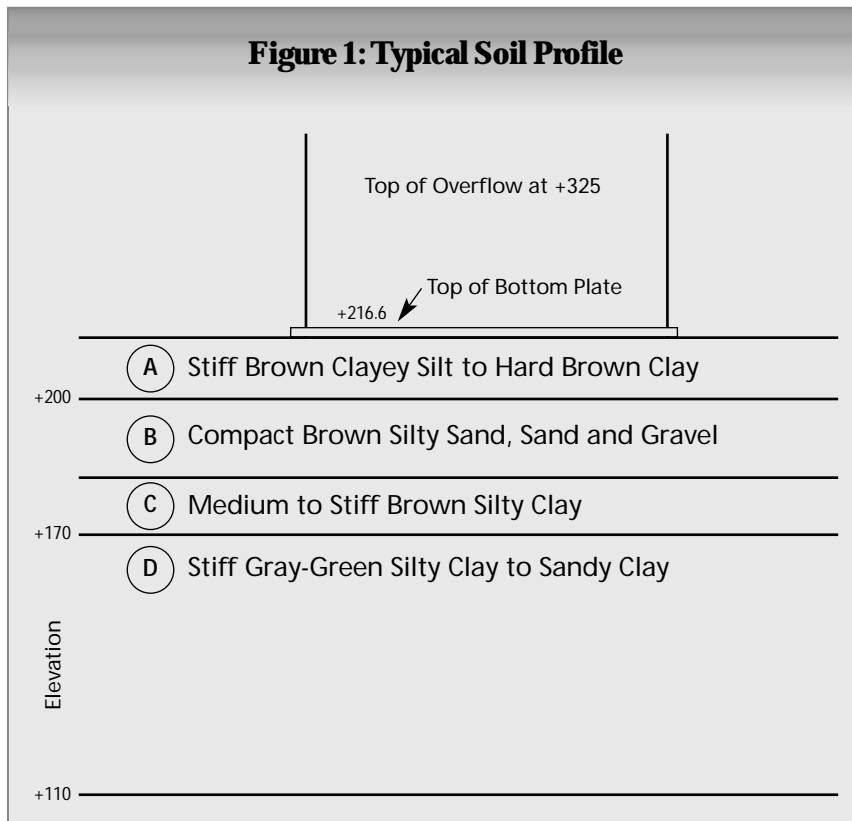 Figure 1: Typical Soil Profile
Top of Overflow at +325
Top of Bottom Plate
+216.6
A Stiff Brown Clayey Silt to Hard Brown Clay
+200
B Compact Brown Silty Sand, Sand and Gravel
C Medium to Stiff Brown Silty Clay
+170
D Stiff Gray-Green Silty Clay to Sandy Clay
Elevation
+110